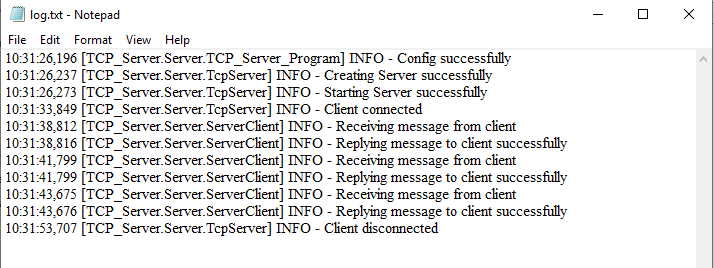 log.txt - Notepad
File Edit Format View Help
10:31:26,196 [TCP_Server.Server.TCP_Server_Program] INFO - Config successfully
10:31:26,237 [TCP_Server.Server.TcpServer] INFO - Creating Server successfully
10:31:26,273 [TCP_Server.Server.TcpServer] INFO - Starting Server successfully
10:31:33,849 [TCP_Server.Server.TcpServer] INFO - Client connected
10:31:38,812 [TCP_Server.Server.ServerClient] INFO - Receiving message from client
10:31:38,816 [TCP_Server.Server.ServerClient] INFO - Replying message to client successfully
10:31:41,799 [TCP_Server.Server.ServerClient] INFO - Receiving message from client
10:31:41,799 [TCP_Server.Server.ServerClient] INFO - Replying message to client successfully
10:31:43,675 [TCP_Server.Server.ServerClient] INFO - Receiving message from client
10:31:43,676 [TCP_Server.Server.ServerClient] INFO - Replying message to client successfully
10:31:53,707 [TCP_Server.Server.TcpServer] INFO - Client disconnected